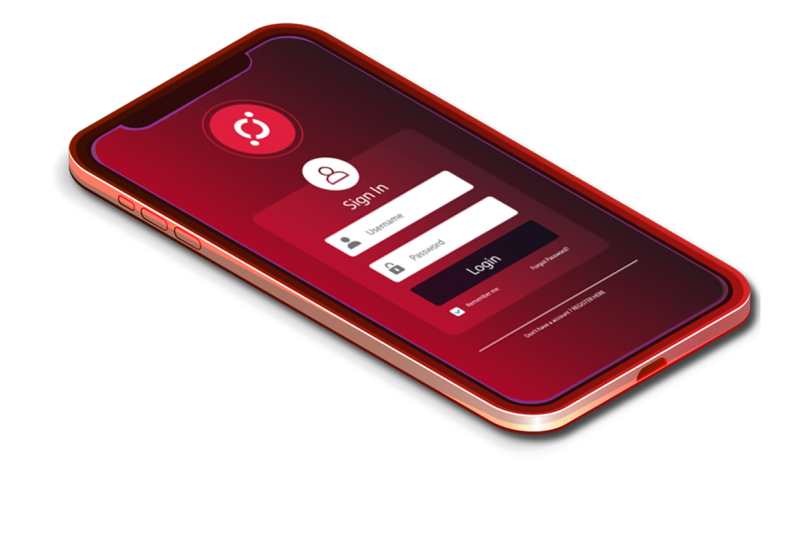 Sign In
Username
Password
Login
Remember me
Forgot Password?
Don't have a account ? REGISTER HERE